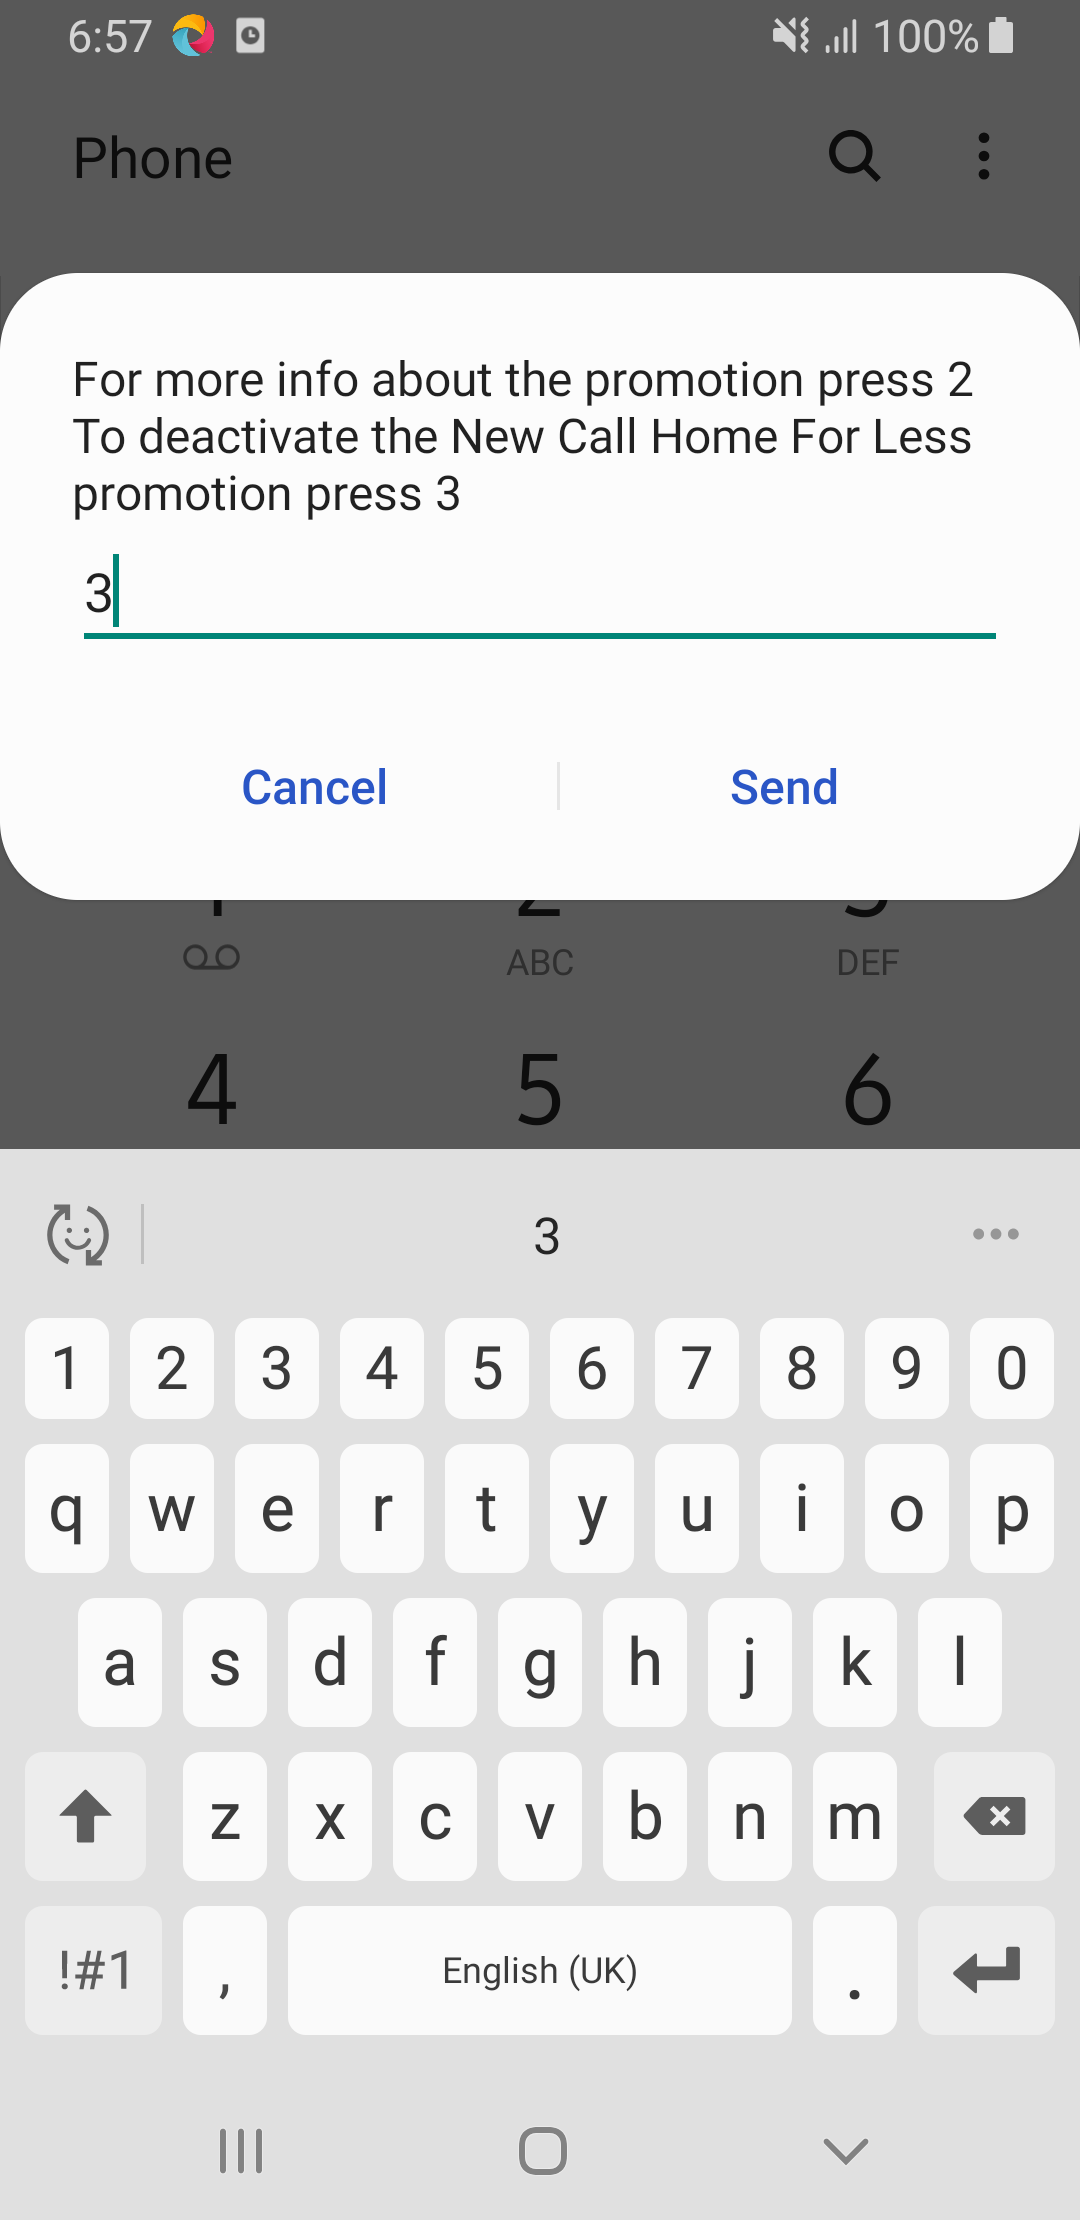 6:57 100%
Phone
For more info about the promotion press 2
To deactivate the New Call Home For Less
promotion press 3
3
Cancel Send
ABC DEF
4 5 6
3
1 2 3 4 5 6 7 8 9 0
q w e r t y u i o p
a s d f g h j k l
z x c v b n m
!#1 , English (UK) .